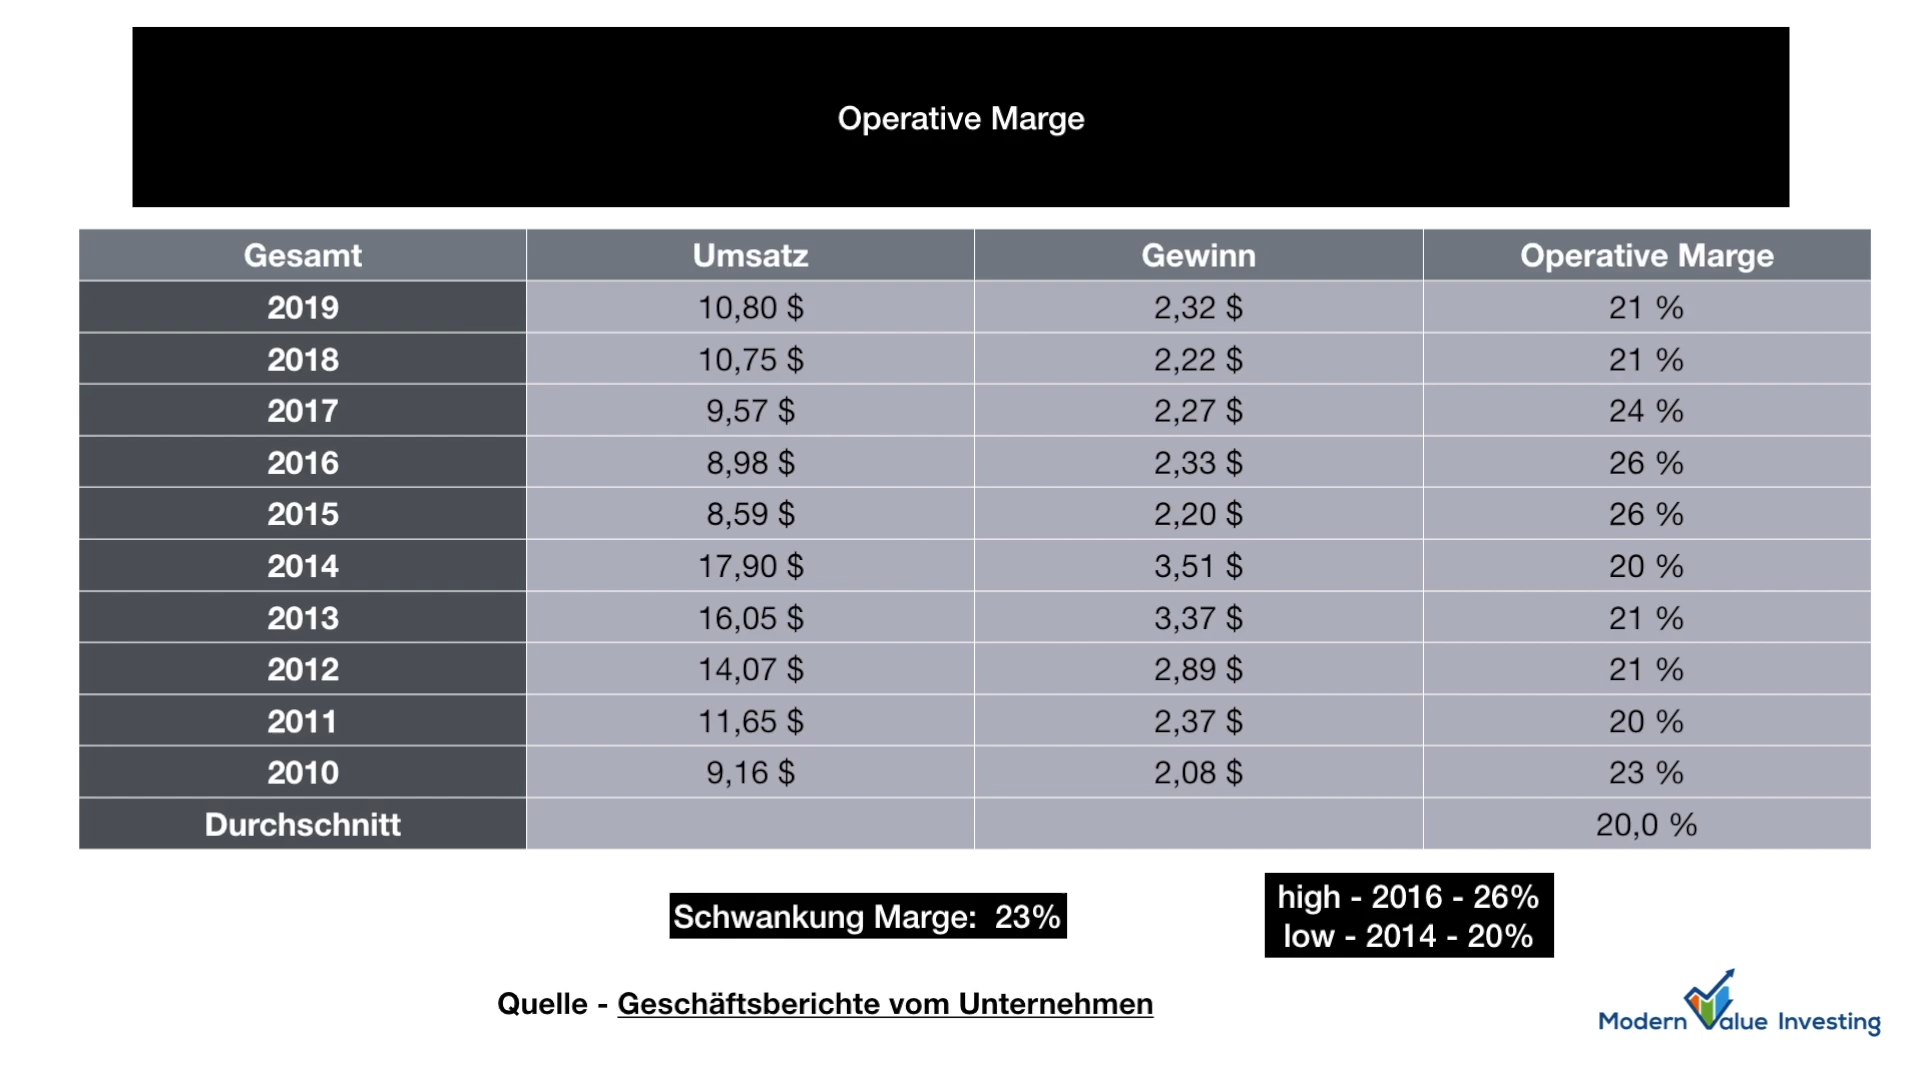 Operative Marge
Gesamt Umsatz Gewinn Operative Marge
2019 10,80 $ 2,32 $ 21 %
2018 10,75 $ 2,22 $ 21 %
2017 9,57 $ 2,27 $ 24 %
2016 8,98 $ 2,33 $ 26 %
2015 8,59 $ 2,20 $ 26 %
2014 17,90 $ 3,51 $ 20 %
2013 16,05 $ 3,37 $ 21 %
2012 14,07 $ 2,89 $ 21 %
2011 11,65 $ 2,37 $ 20 %
2010 9,16 $ 2,08 $ 23 %
Durchschnitt 20,0 %
Schwankung Marge: 23%
high - 2016 - 26%
low - 2014 - 20%
Quelle - Geschäftsberichte vom Unternehmen
Modern Value Investing